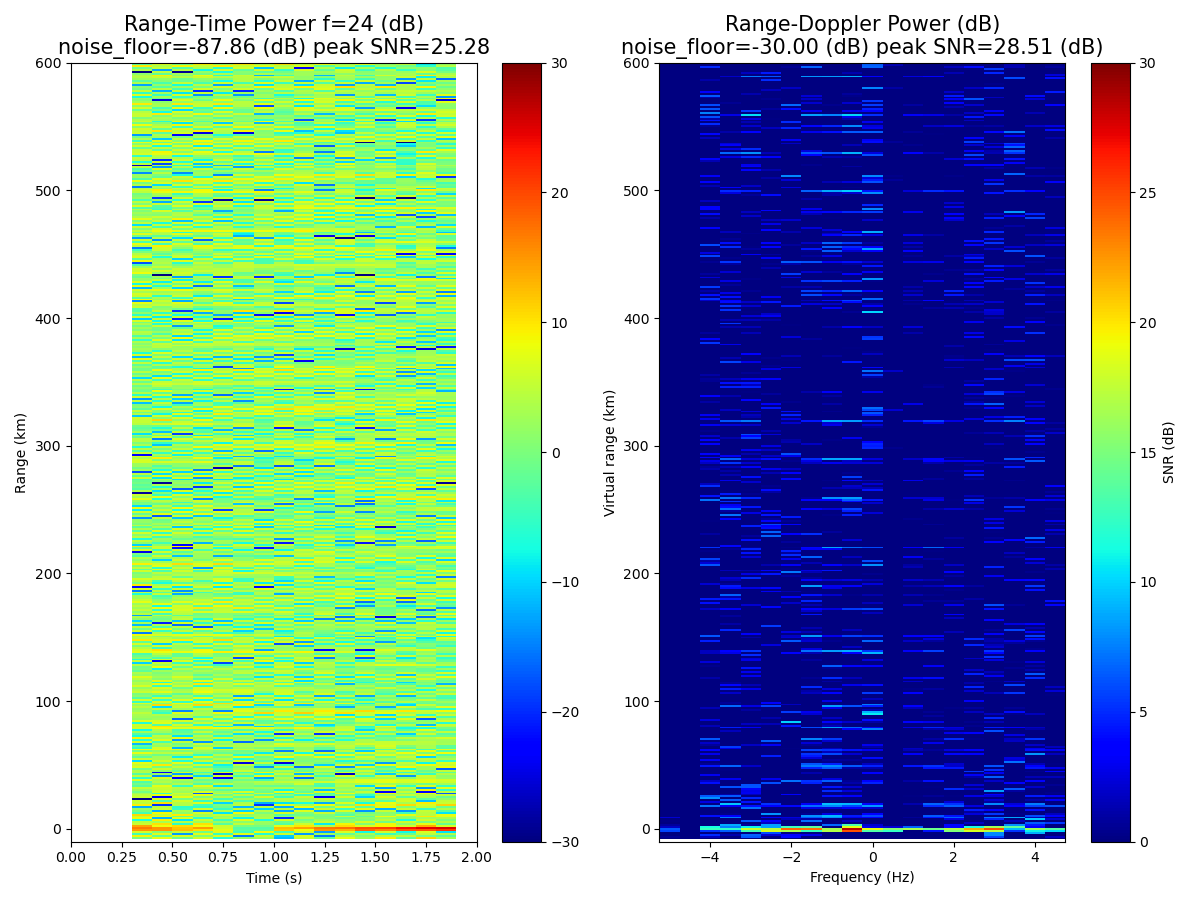 Range-Time Power f=24 (dB)
noise_floor=-87.86 (dB) peak SNR=25.28
Range (km)
600
500
400
300
200
100
0
0.00 0.25 0.50 0.75 1.00 1.25 1.50 1.75 2.00
Time (s)
30
20
10
0
−10
−20
−30
Range-Doppler Power (dB)
noise_floor=-30.00 (dB) peak SNR=28.51 (dB)
Virtual range (km)
600
500
400
300
200
100
0
−4 −2 0 2 4
Frequency (Hz)
30
25
20
15
10
5
0
SNR (dB)